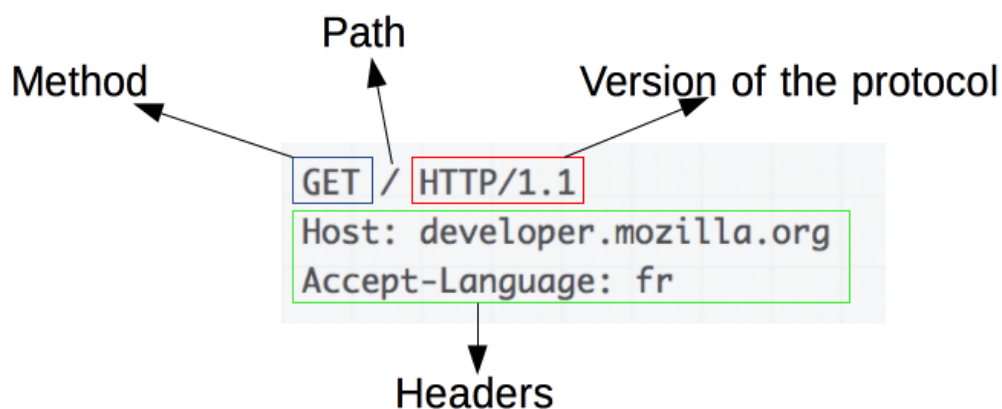 Path
Method
Version of the protocol
GET / HTTP/1.1
Host: developer.mozilla.org
Accept-Language: fr
Headers